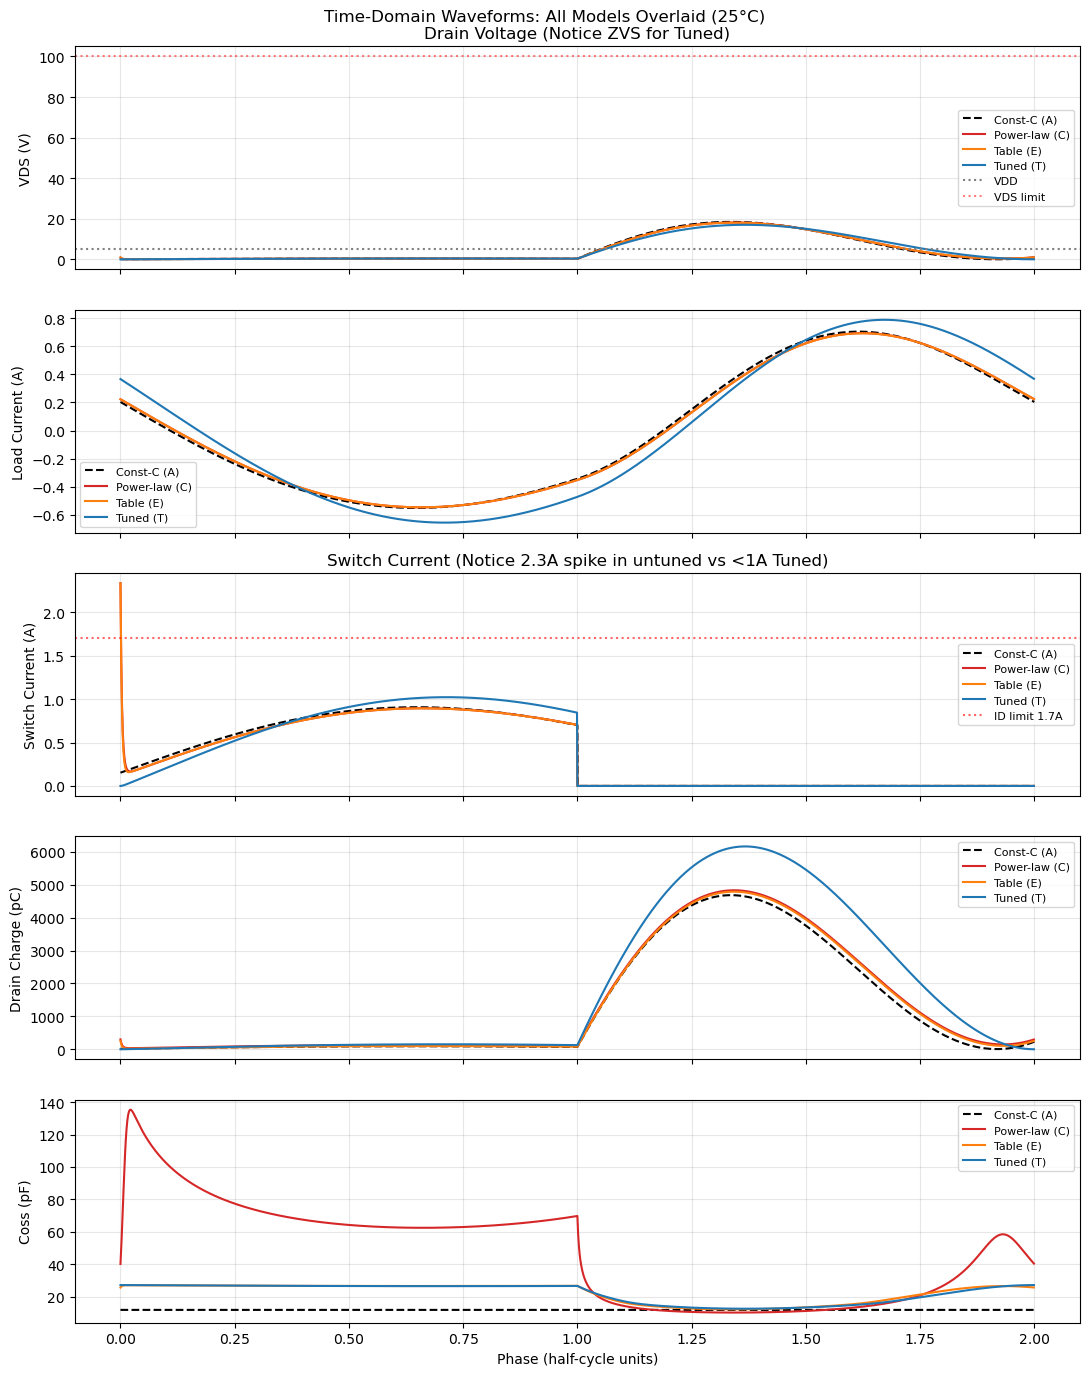 Time-Domain Waveforms: All Models Overlaid (25°C)
Drain Voltage (Notice ZVS for Tuned)
VDS (V)
100
80
60
40
20
0
Const-C (A)
Power-law (C)
Table (E)
Tuned (T)
VDD
VDS limit
Load Current (A)
0.8
0.6
0.4
0.2
0.0
−0.2
−0.4
−0.6
Const-C (A)
Power-law (C)
Table (E)
Tuned (T)
Switch Current (Notice 2.3A spike in untuned vs <1A Tuned)
Switch Current (A)
2.0
1.5
1.0
0.5
0.0
Const-C (A)
Power-law (C)
Table (E)
Tuned (T)
ID limit 1.7A
Drain Charge (pC)
6000
5000
4000
3000
2000
1000
0
Const-C (A)
Power-law (C)
Table (E)
Tuned (T)
Coss (pF)
140
120
100
80
60
40
20
Const-C (A)
Power-law (C)
Table (E)
Tuned (T)
0.00 0.25 0.50 0.75 1.00 1.25 1.50 1.75 2.00
Phase (half-cycle units)